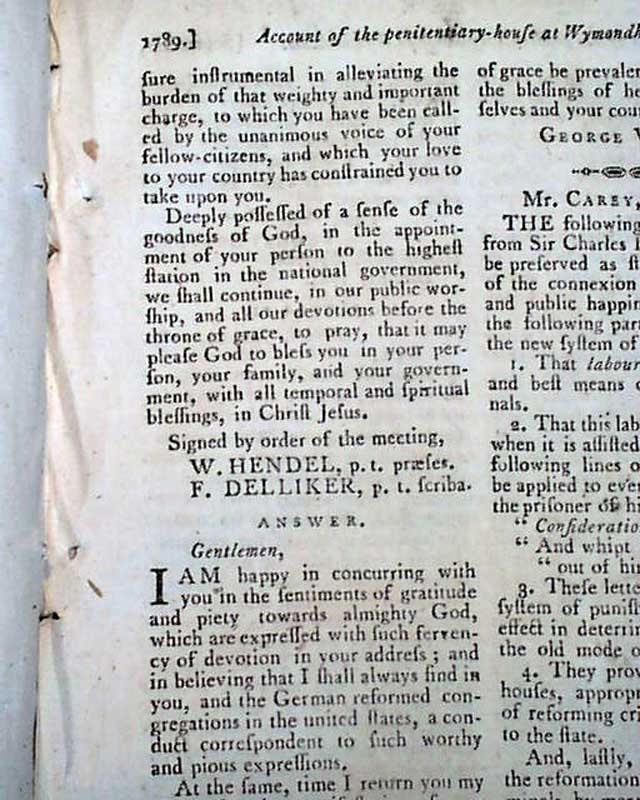 1789.] Account of the penitentiary-houſe at Wymondh
ſure inſtrumental in alleviating the
burden of that weighty and important
charge, to which you have been call-
ed by the unanimous voice of your
fellow-citizens, and which your love
to your country has conſtrained you to
take upon you.
Deeply poſſeſſed of a ſenſe of the
goodneſs of God, in the appoint-
ment of your perſon to the higheſt
ſtation in the national government,
we ſhall continue, in our public wor-
ſhip, and all our devotions before the
throne of grace, to pray, that it may
pleaſe God to bleſs you in your per-
ſon, your family, and your govern-
ment, with all temporal and ſpiritual
bleſſings, in Chriſt Jeſus.
Signed by order of the meeting,
W. HENDEL, p. t. præſes.
F. DELLIKER, p. t. ſcriba.
ANSWER.
Gentlemen,
I AM happy in concurring with
you in the ſentiments of gratitude
and piety towards almighty God,
which are expreſſed with ſuch ferven-
cy of devotion in your addreſs ; and
in believing that I ſhall always find in
you, and the German reformed con-
gregations in the united ſtates, a con-
duct correſpondent to ſuch worthy
and pious expreſſions.
At the ſame, time I return you my
of grace be prevalen
the bleſſings of he
ſelves and your cou
GEORGE
Mr. CAREY,
THE following
from Sir Charles
be preſerved as
of the connexion
and public happin
the following par
the new ſyſtem of
1. That labour
and beſt means
nals.
2. That this lab
when it is aſſiſted
following lines o
be applied to eve
the priſoner of hi
" Conſideratio
" And whipt
" out of hi
3. Theſe lette
ſyſtem of puniſh
effect in deterri
the old mode o
4. They prov
houſes, approp
of reforming cri
to the ſtate.
And, laſtly,
the reformation